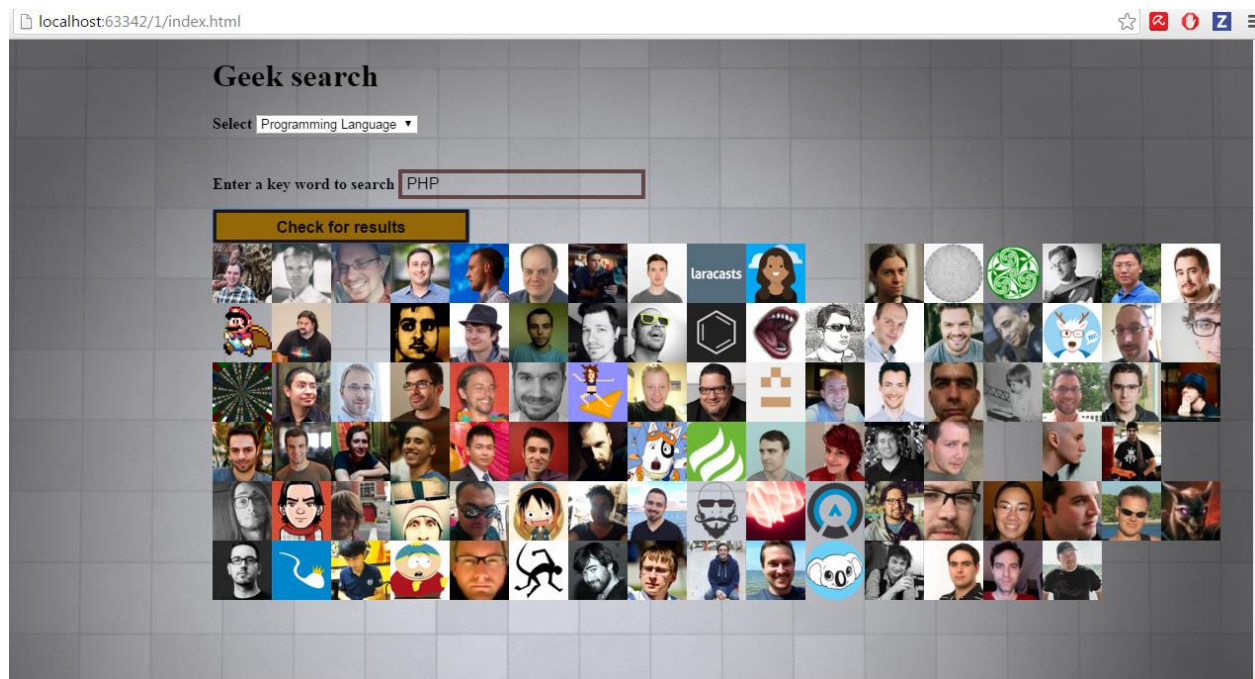 localhost:63342/1/index.html
Z
Geek search
Select Programming Language
Enter a key word to search PHP
Check for results
laracasts